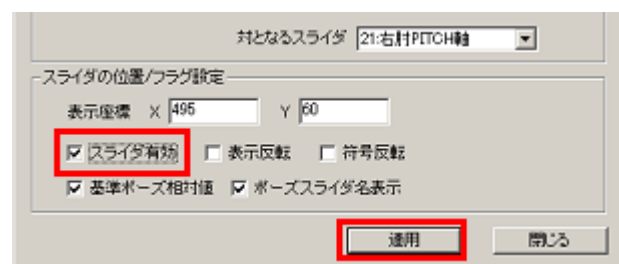 対となるスライダ 21:右肘PITCH軸
スライダの位置/フラグ設定
表示座標 X 495 Y 60
スライダ有効 表示反転 符号反転
基準ポーズ相対値 ポーズスライダ名表示
適用 閉じる